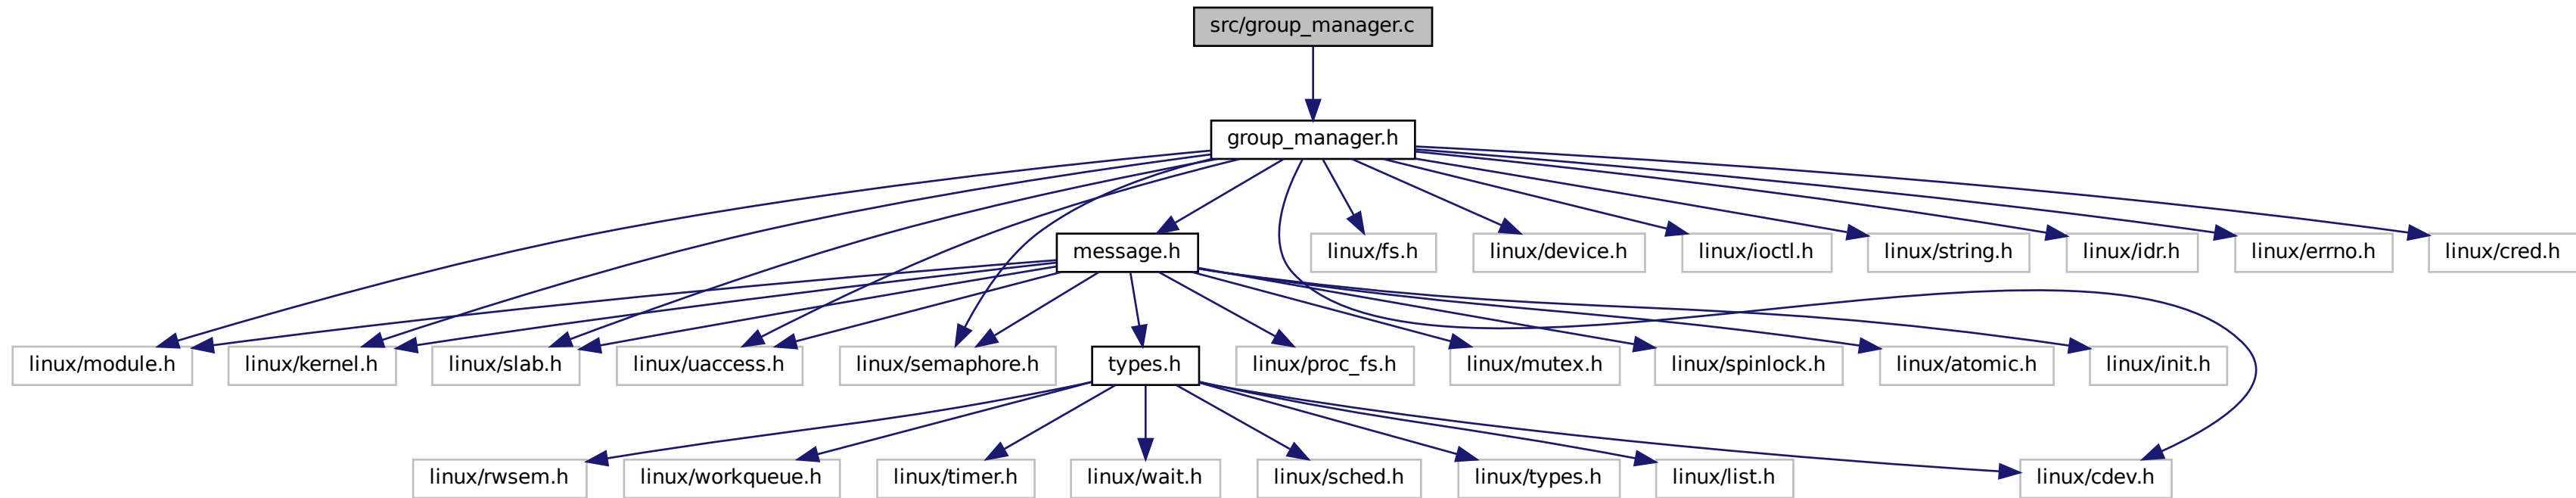 src/group_manager.c
group_manager.h
message.h
linux/fs.h
linux/device.h
linux/ioctl.h
linux/string.h
linux/idr.h
linux/errno.h
linux/cred.h
linux/module.h
linux/kernel.h
linux/slab.h
linux/uaccess.h
linux/semaphore.h
types.h
linux/proc_fs.h
linux/mutex.h
linux/spinlock.h
linux/atomic.h
linux/init.h
linux/rwsem.h
linux/workqueue.h
linux/timer.h
linux/wait.h
linux/sched.h
linux/types.h
linux/list.h
linux/cdev.h